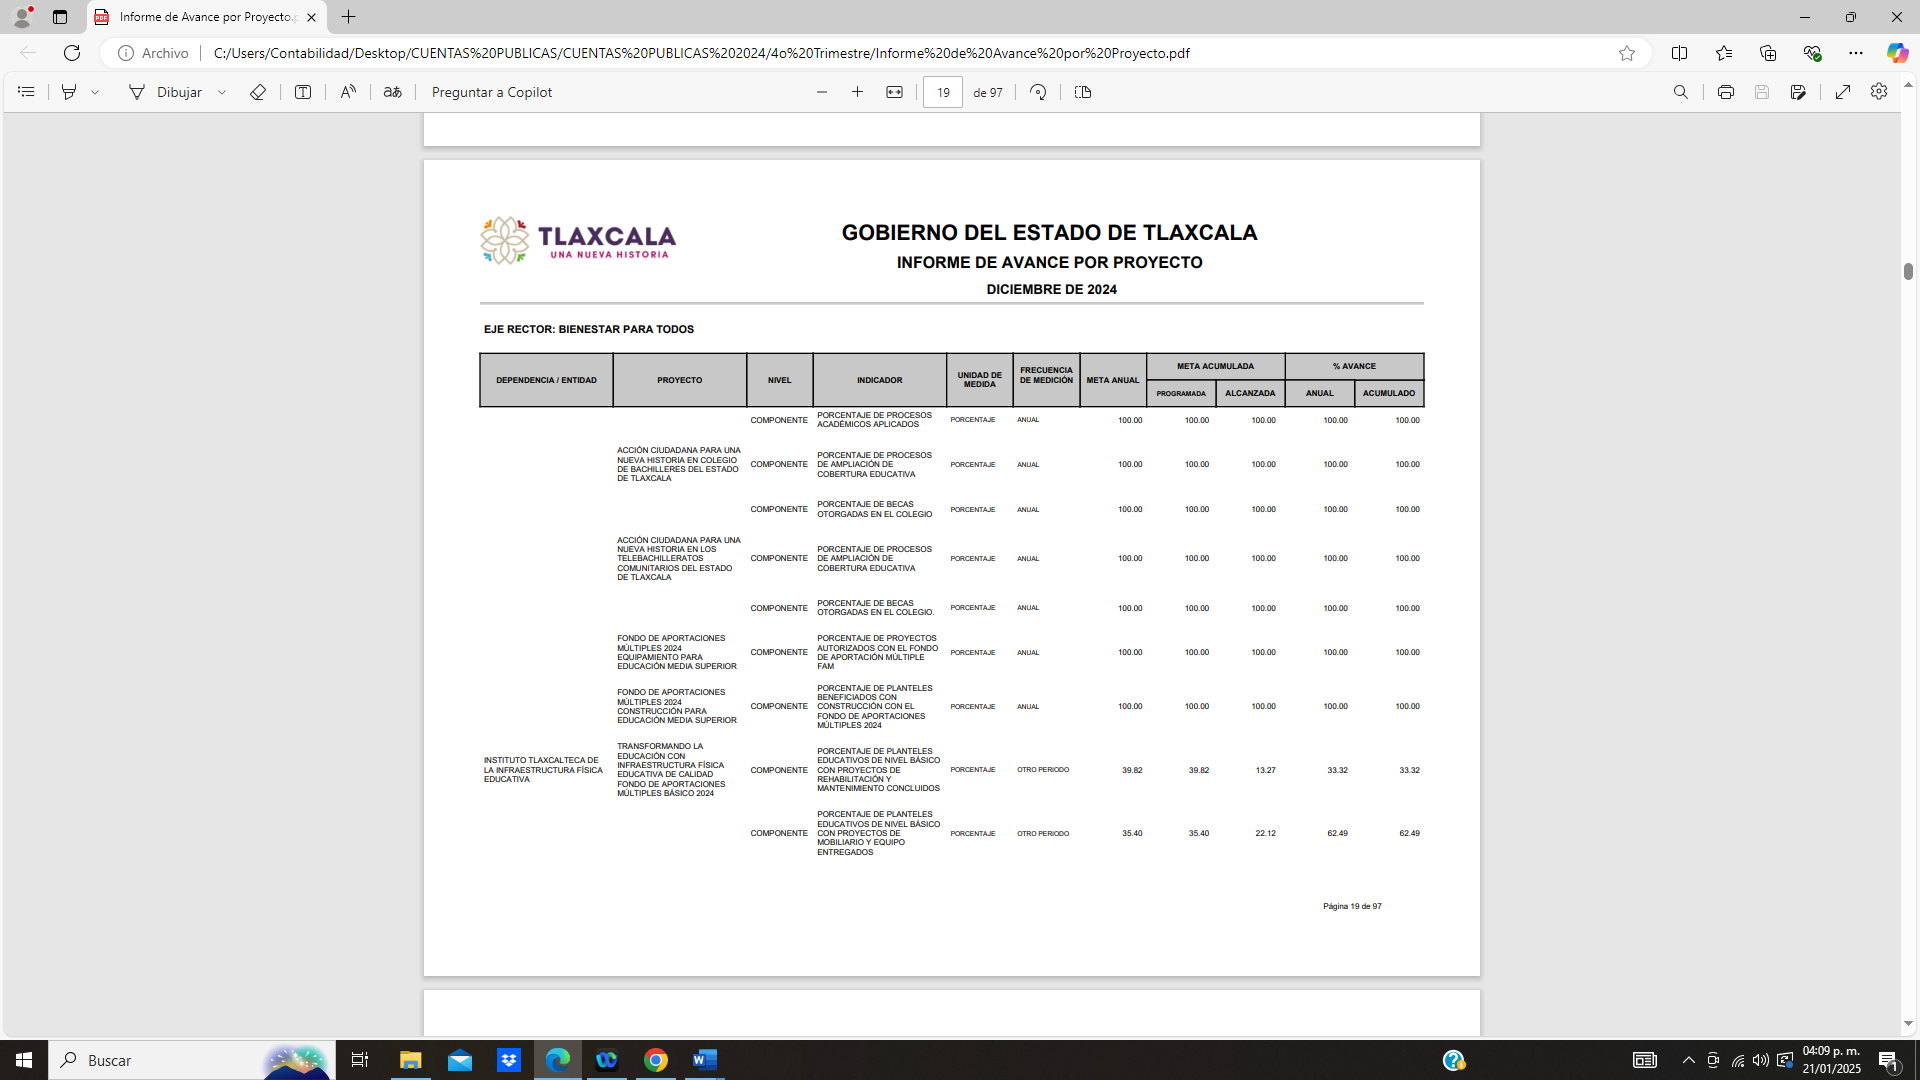 Informe de Avance por Proyecto.p
Archivo
C:/Users/Contabilidad/Desktop/CUENTAS%20PUBLICAS/CUENTAS%20PUBLICAS%202024/4o%20Trimestre/Informe%20de%20Avance%20por%20Proyecto.pdf
Dibujar
Preguntar a Copilot
19 de 97
TLAXCALA
UNA NUEVA HISTORIA
GOBIERNO DEL ESTADO DE TLAXCALA
INFORME DE AVANCE POR PROYECTO
DICIEMBRE DE 2024
EJE RECTOR: BIENESTAR PARA TODOS
DEPENDENCIA / ENTIDAD PROYECTO NIVEL INDICADOR UNIDAD DE MEDIDA FRECUENCIA DE MEDICIÓN META ANUAL META ACUMULADA % AVANCE
PROGRAMADA ALCANZADA ANUAL ACUMULADO
COMPONENTE PORCENTAJE DE PROCESOS ACADÉMICOS APLICADOS PORCENTAJE ANUAL 100.00 100.00 100.00 100.00 100.00
ACCIÓN CIUDADANA PARA UNA NUEVA HISTORIA EN COLEGIO DE BACHILLERES DEL ESTADO DE TLAXCALA COMPONENTE PORCENTAJE DE PROCESOS DE AMPLIACIÓN DE COBERTURA EDUCATIVA PORCENTAJE ANUAL 100.00 100.00 100.00 100.00 100.00
COMPONENTE PORCENTAJE DE BECAS OTORGADAS EN EL COLEGIO PORCENTAJE ANUAL 100.00 100.00 100.00 100.00 100.00
ACCIÓN CIUDADANA PARA UNA NUEVA HISTORIA EN LOS TELEBACHILLERATOS COMUNITARIOS DEL ESTADO DE TLAXCALA COMPONENTE PORCENTAJE DE PROCESOS DE AMPLIACIÓN DE COBERTURA EDUCATIVA PORCENTAJE ANUAL 100.00 100.00 100.00 100.00 100.00
COMPONENTE PORCENTAJE DE BECAS OTORGADAS EN EL COLEGIO. PORCENTAJE ANUAL 100.00 100.00 100.00 100.00 100.00
FONDO DE APORTACIONES MÚLTIPLES 2024 EQUIPAMIENTO PARA EDUCACIÓN MEDIA SUPERIOR COMPONENTE PORCENTAJE DE PROYECTOS AUTORIZADOS CON EL FONDO DE APORTACIÓN MÚLTIPLE FAM PORCENTAJE ANUAL 100.00 100.00 100.00 100.00 100.00
FONDO DE APORTACIONES MÚLTIPLES 2024 CONSTRUCCIÓN PARA EDUCACIÓN MEDIA SUPERIOR COMPONENTE PORCENTAJE DE PLANTELES BENEFICIADOS CON CONSTRUCCIÓN CON EL FONDO DE APORTACIONES MÚLTIPLES 2024 PORCENTAJE ANUAL 100.00 100.00 100.00 100.00 100.00
INSTITUTO TLAXCALTECA DE LA INFRAESTRUCTURA FÍSICA EDUCATIVA TRANSFORMANDO LA EDUCACIÓN CON INFRAESTRUCTURA FÍSICA EDUCATIVA DE CALIDAD FONDO DE APORTACIONES MÚLTIPLES BÁSICO 2024 COMPONENTE PORCENTAJE DE PLANTELES EDUCATIVOS DE NIVEL BÁSICO CON PROYECTOS DE REHABILITACIÓN Y MANTENIMIENTO CONCLUIDOS PORCENTAJE OTRO PERIODO 39.82 39.82 13.27 33.32 33.32
COMPONENTE PORCENTAJE DE PLANTELES EDUCATIVOS DE NIVEL BÁSICO CON PROYECTOS DE MOBILIARIO Y EQUIPO ENTREGADOS PORCENTAJE OTRO PERIODO 35.40 35.40 22.12 62.49 62.49
Página 19 de 97
Buscar
04:09 p. m.
21/01/2025
1